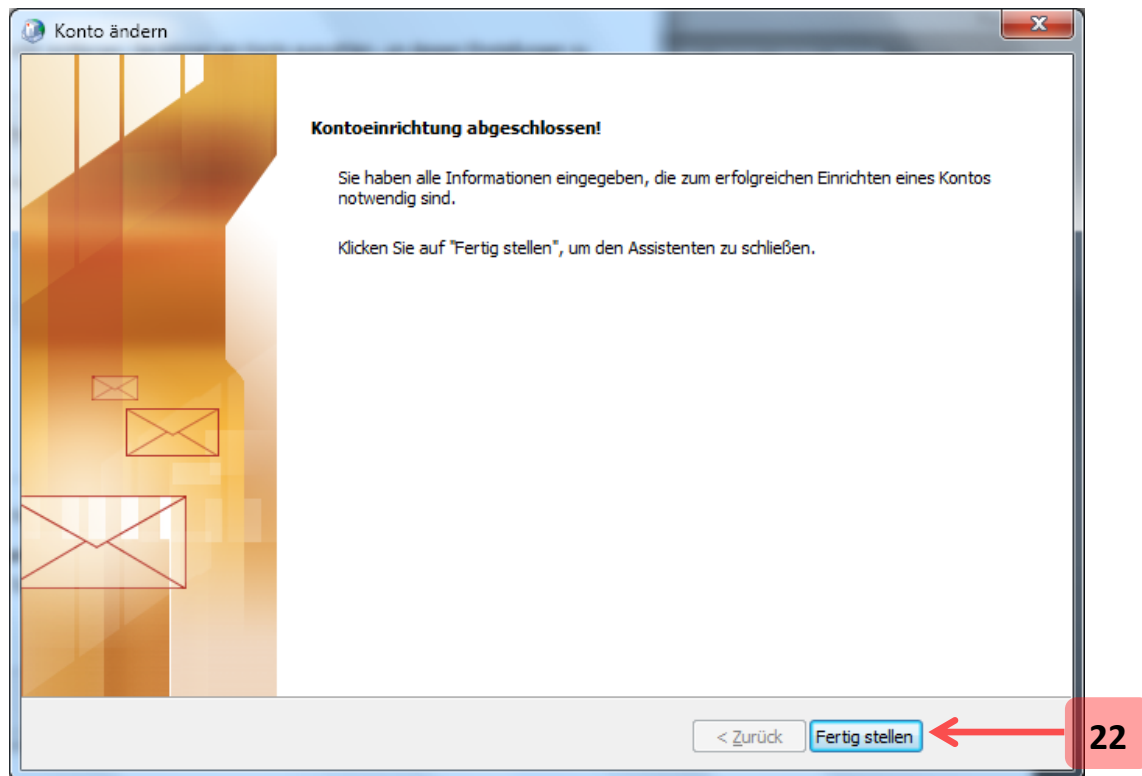 Konto ändern
Kontoeinrichtung abgeschlossen!
Sie haben alle Informationen eingegeben, die zum erfolgreichen Einrichten eines Kontos
notwendig sind.
Klicken Sie auf "Fertig stellen", um den Assistenten zu schließen.
< Zurück Fertig stellen 22